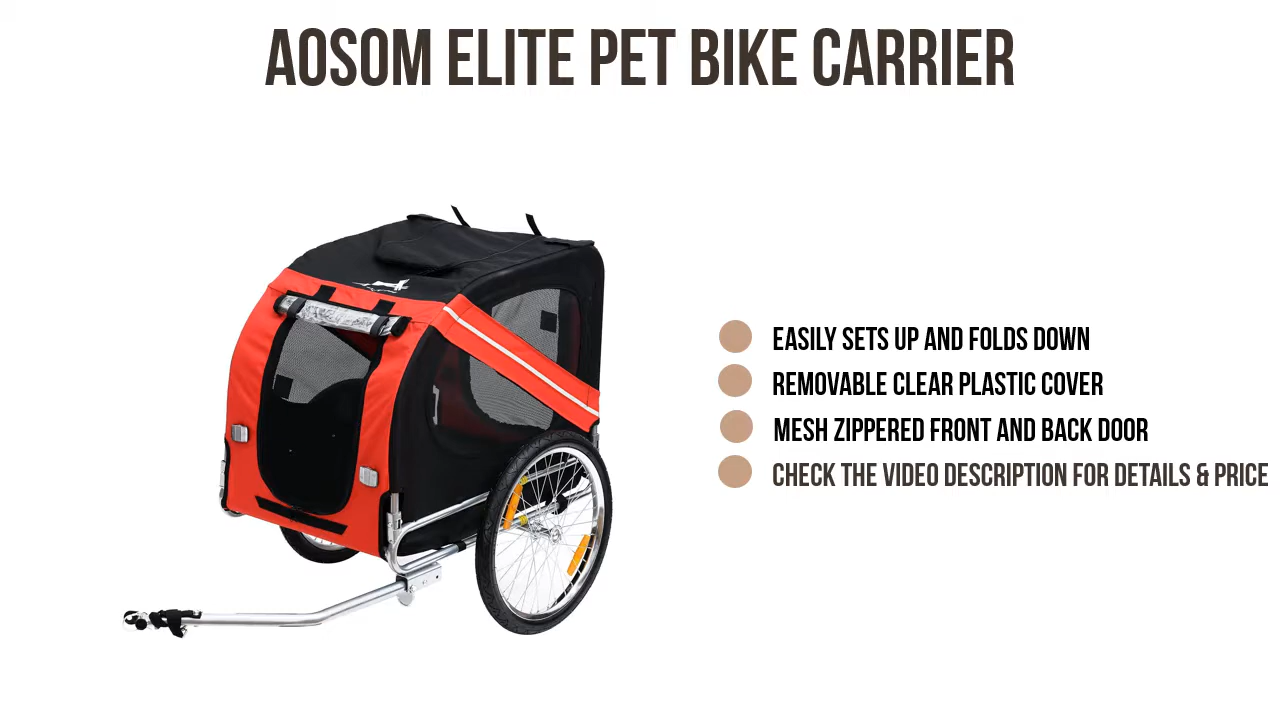 AOSOM ELITE PET BIKE CARRIER
EASILY SETS UP AND FOLDS DOWN
REMOVABLE CLEAR PLASTIC COVER
MESH ZIPPERED FRONT AND BACK DOOR
CHECK THE VIDEO DESCRIPTION FOR DETAILS & PRICE